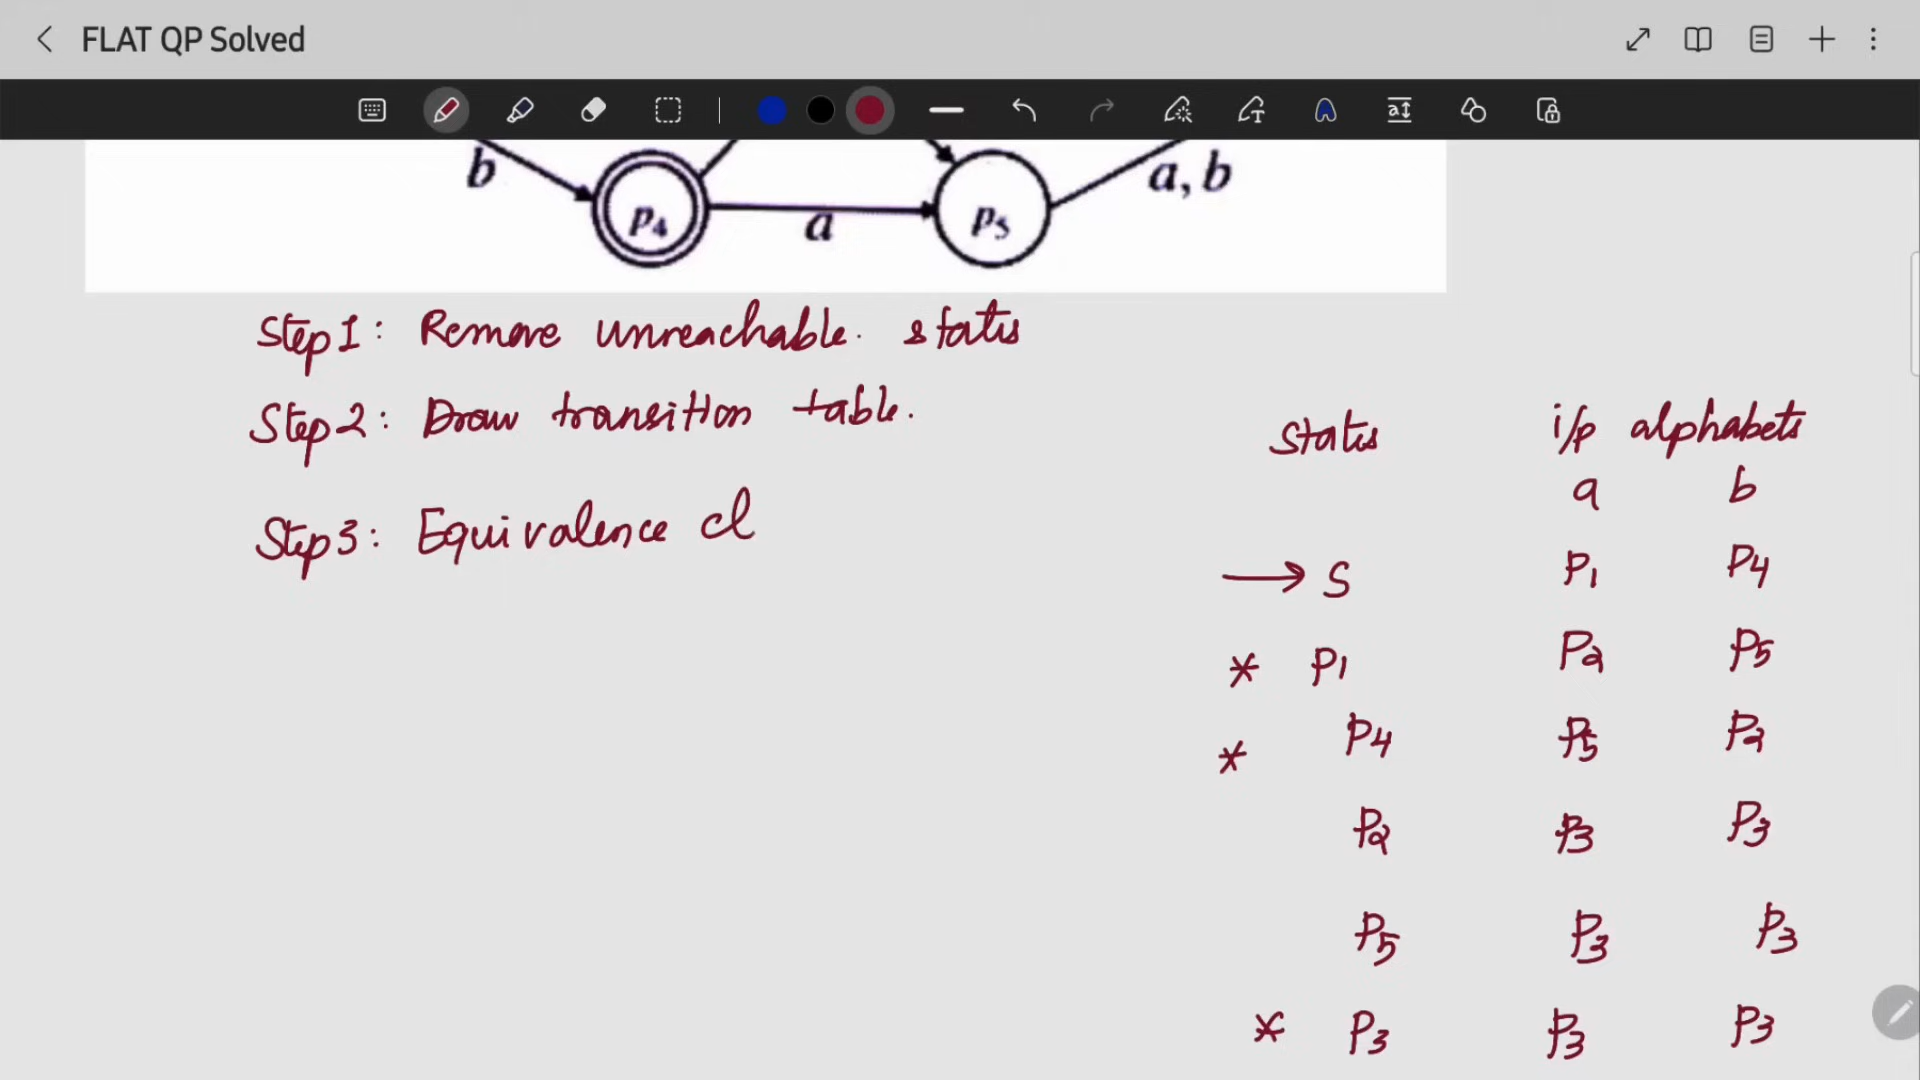 FLAT QP Solved
b
a, b
p4
a
p5
Step 1: Remove unreachable. states
Step 2: Draw transition table.
States i/p alphabets
a b
Step 3: Equivalence cl
→ S P1 P4
* P1 P2 P5
* P4 P5 P2
P2 P3 P3
P5 P3 P3
* P3 P3 P3